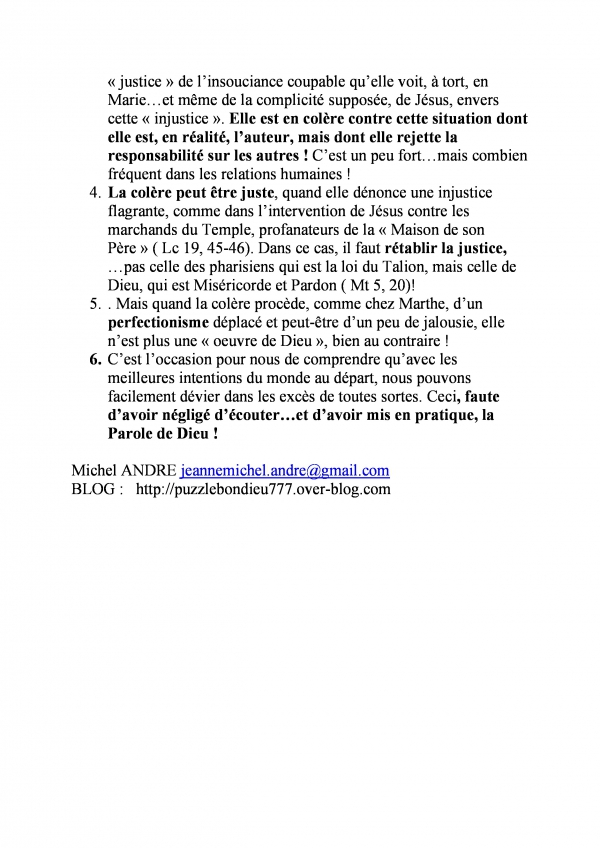 « justice » de l’insouciance coupable qu’elle voit, à tort, en
Marie…et même de la complicité supposée, de Jésus, envers
cette « injustice ». Elle est en colère contre cette situation dont
elle est, en réalité, l’auteur, mais dont elle rejette la
responsabilité sur les autres ! C’est un peu fort…mais combien
fréquent dans les relations humaines !
4. La colère peut être juste, quand elle dénonce une injustice
flagrante, comme dans l’intervention de Jésus contre les
marchands du Temple, profanateurs de la « Maison de son
Père » ( Lc 19, 45-46). Dans ce cas, il faut rétablir la justice,
…pas celle des pharisiens qui est la loi du Talion, mais celle de
Dieu, qui est Miséricorde et Pardon ( Mt 5, 20)!
5. . Mais quand la colère procède, comme chez Marthe, d’un
perfectionisme déplacé et peut-être d’un peu de jalousie, elle
n’est plus une « oeuvre de Dieu », bien au contraire !
6. C’est l’occasion pour nous de comprendre qu’avec les
meilleures intentions du monde au départ, nous pouvons
facilement dévier dans les excès de toutes sortes. Ceci, faute
d’avoir négligé d’écouter…et d’avoir mis en pratique, la
Parole de Dieu !
Michel ANDRE jeannemichel.andre@gmail.com
BLOG : http://puzzlebondieu777.over-blog.com